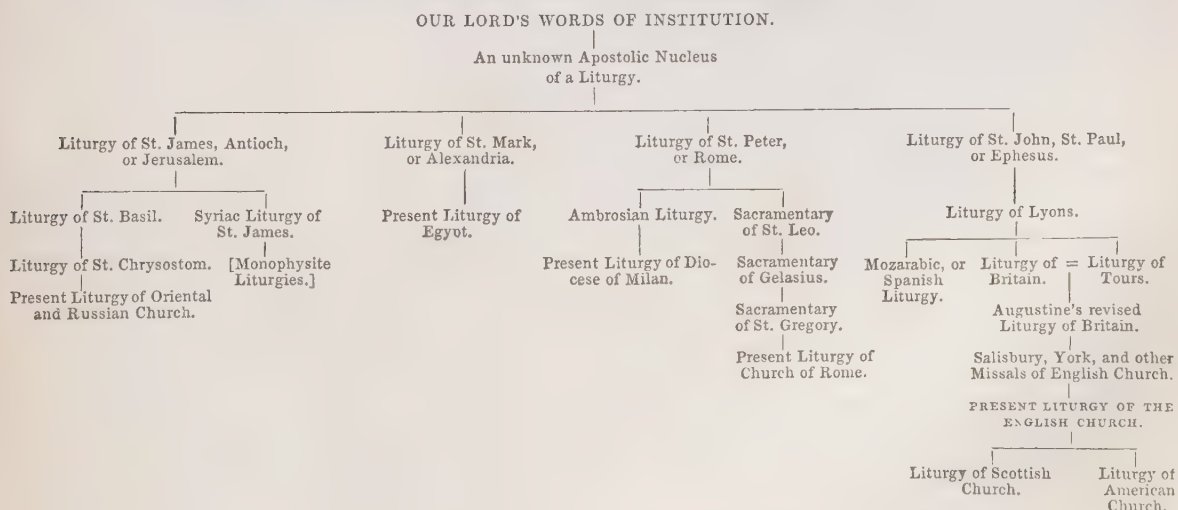 OUR LORD'S WORDS OF INSTITUTION.
An unknown Apostolic Nucleus
of a Liturgy.
Liturgy of St. James, Antioch,
or Jerusalem.
Liturgy of St. Mark,
or Alexandria.
Liturgy of St. Peter,
or Rome.
Liturgy of St. John, St. Paul,
or Ephesus.
Liturgy of St. Basil.
Syriac Liturgy of
St. James.
Present Liturgy of
Egypt.
Ambrosian Liturgy.
Sacramentary
of St. Leo.
Liturgy of Lyons.
Liturgy of St. Chrysostom.
[Monophysite
Liturgies.]
Present Liturgy of Dio-
cese of Milan.
Sacramentary
of Gelasius.
Mozarabic, or
Spanish
Liturgy.
Liturgy of
Britain.
=
Liturgy of
Tours.
Present Liturgy of Oriental
and Russian Church.
Sacramentary
of St. Gregory.
Augustine's revised
Liturgy of Britain.
Present Liturgy of
Church of Rome.
Salisbury, York, and other
Missals of English Church.
PRESENT LITURGY OF THE
ENGLISH CHURCH.
Liturgy of Scottish
Church.
Liturgy of
American
Church.